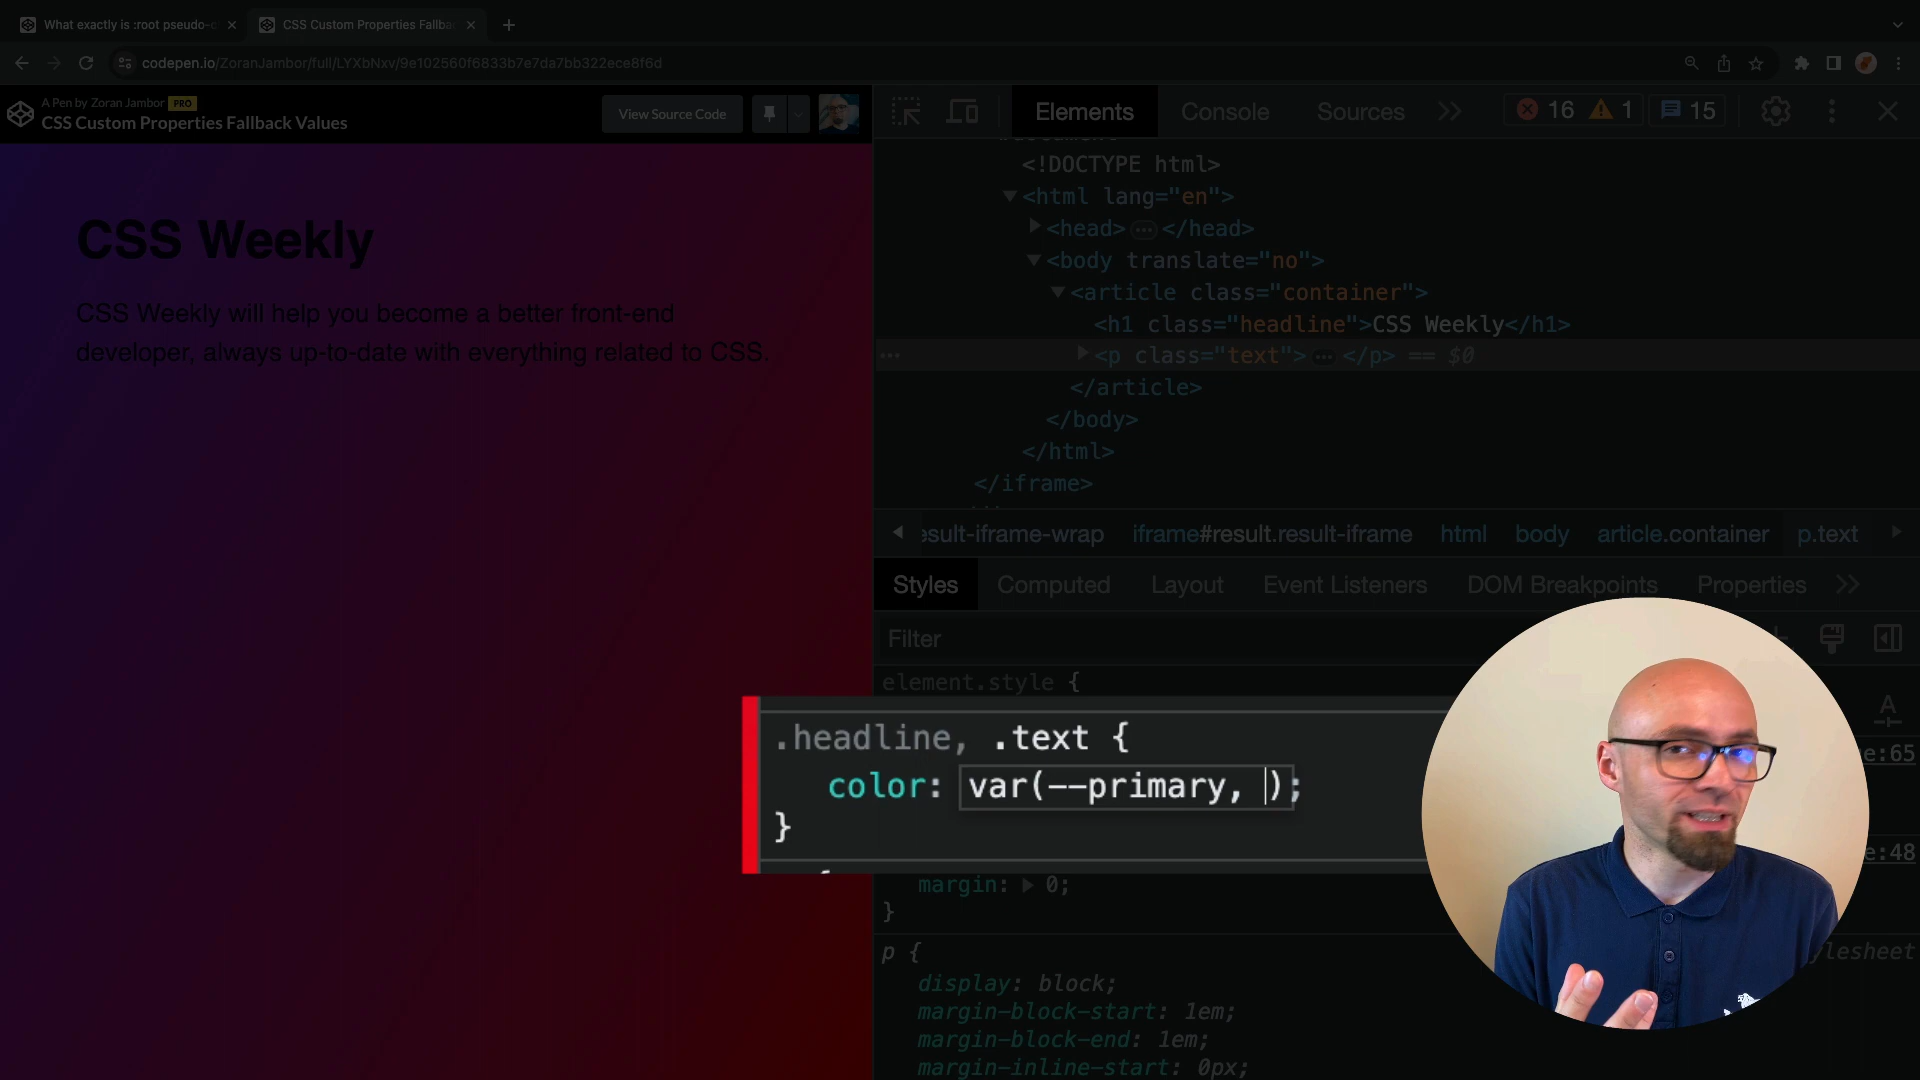 What exactly is :root pseudo-c
CSS Custom Properties Fallba
codepen.io/ZoranJambor/full/LYXbNxv/9e102560f6833b7e7da7bb322ece8f6d
A Pen by Zoran Jambor PRO
CSS Custom Properties Fallback Values
View Source Code
Elements Console Sources 16 1 15
<!DOCTYPE html>
<html lang="en">
<head> ⋯ </head>
<body translate="no">
<article class="container">
<h1 class="headline">CSS Weekly</h1>
<p class="text"> ⋯ </p> == $0
</article>
</body>
</html>
</iframe>
CSS Weekly
CSS Weekly will help you become a better front-end
developer, always up-to-date with everything related to CSS.
esult-iframe-wrap iframe#result.result-iframe html body article.container p.text
Styles Computed Layout Event Listeners DOM Breakpoints Properties
Filter
element.style {
.headline, .text {
color: var(--primary, );
}
e:65
e:48
margin: 0;
}
p {
ylesheet
display: block;
margin-block-start: 1em;
margin-block-end: 1em;
margin-inline-start: 0px;